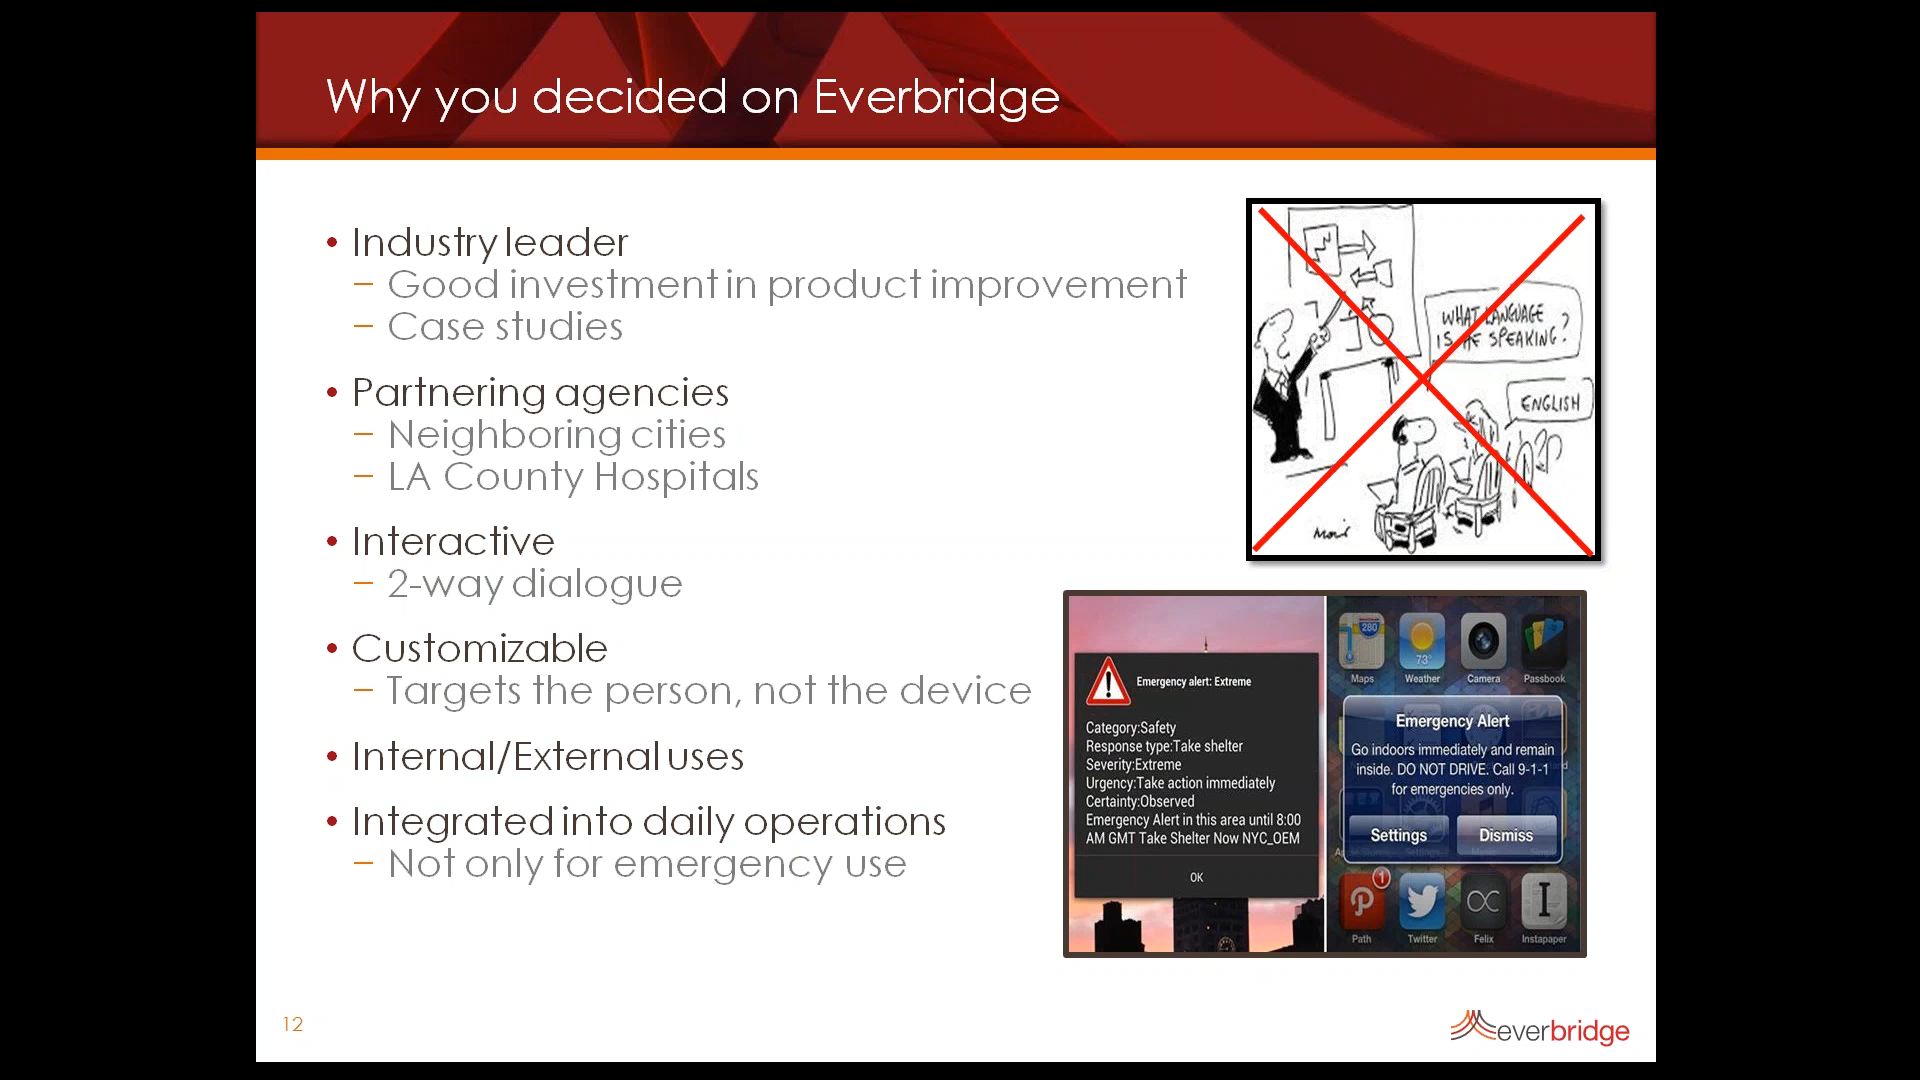 Why you decided on Everbridge
• Industry leader
– Good investment in product improvement
– Case studies
• Partnering agencies
– Neighboring cities
– LA County Hospitals
• Interactive
– 2-way dialogue
• Customizable
– Targets the person, not the device
• Internal/External uses
• Integrated into daily operations
– Not only for emergency use
WHAT LANGUAGE
IS HE SPEAKING?
ENGLISH
Emergency alert: Extreme
Category:Safety
Response type:Take shelter
Severity:Extreme
Urgency:Take action immediately
Certainty:Observed
Emergency Alert in this area until 8:00
AM GMT Take Shelter Now NYC_OEM
OK
280
73°
Maps Weather Camera Passbook
Emergency Alert
Go indoors immediately and remain
inside. DO NOT DRIVE. Call 9-1-1
for emergencies only.
Settings Dismiss
1
Path Twitter Felix Instapaper
12
everbridge